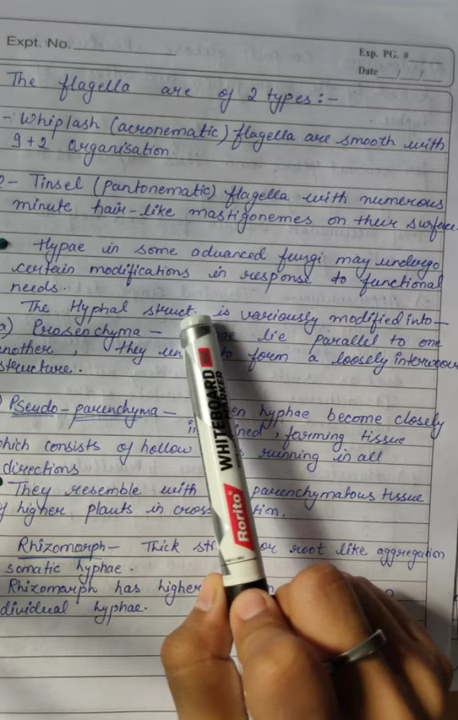 Expt. No.
Exp. PG. #
Date / /
The flagella are of 2 types:-
- Whiplash (acronematic) flagella are smooth with
9+2 Organisation
- Tinsel (pantonematic) flagella with numerous
minute hair-like mastigonemes on their surface.
Hypae in some advanced fungi may undergo
certain modifications in response to functional
needs.
The Hyphal struct. is variously modified into-
a) Prosenchyma - lie parallel to one
another, they to form a loosely
structure.
Pseudo-parenchyma - hyphae become closely
, forming tissue
which consists of hollow running in all
directions
They resemble with parenchymatous tissue
of higher plants in
Rhizomorph- Thick or root like aggregation
somatic hyphae.
Rhizomorph has higher
individual hyphae.
WHITEBOARD
Rorito